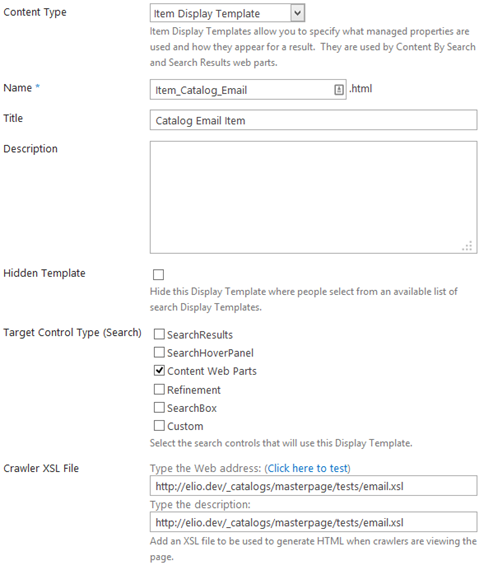 Content Type
Item Display Template
Item Display Templates allow you to specify what managed properties are
used and how they appear for a result. They are used by Content By Search
and Search Results web parts.
Name *
Item_Catalog_Email
.html
Title
Catalog Email Item
Description
Hidden Template
Hide this Display Template where people select from an available list of
search Display Templates.
Target Control Type (Search)
SearchResults
SearchHoverPanel
Content Web Parts
Refinement
SearchBox
Custom
Select the search controls that will use this Display Template.
Crawler XSL File
Type the Web address: (Click here to test)
http://elio.dev/_catalogs/masterpage/tests/email.xsl
Type the description:
http://elio.dev/_catalogs/masterpage/tests/email.xsl
Add an XSL file to be used to generate HTML when crawlers are viewing the
page.